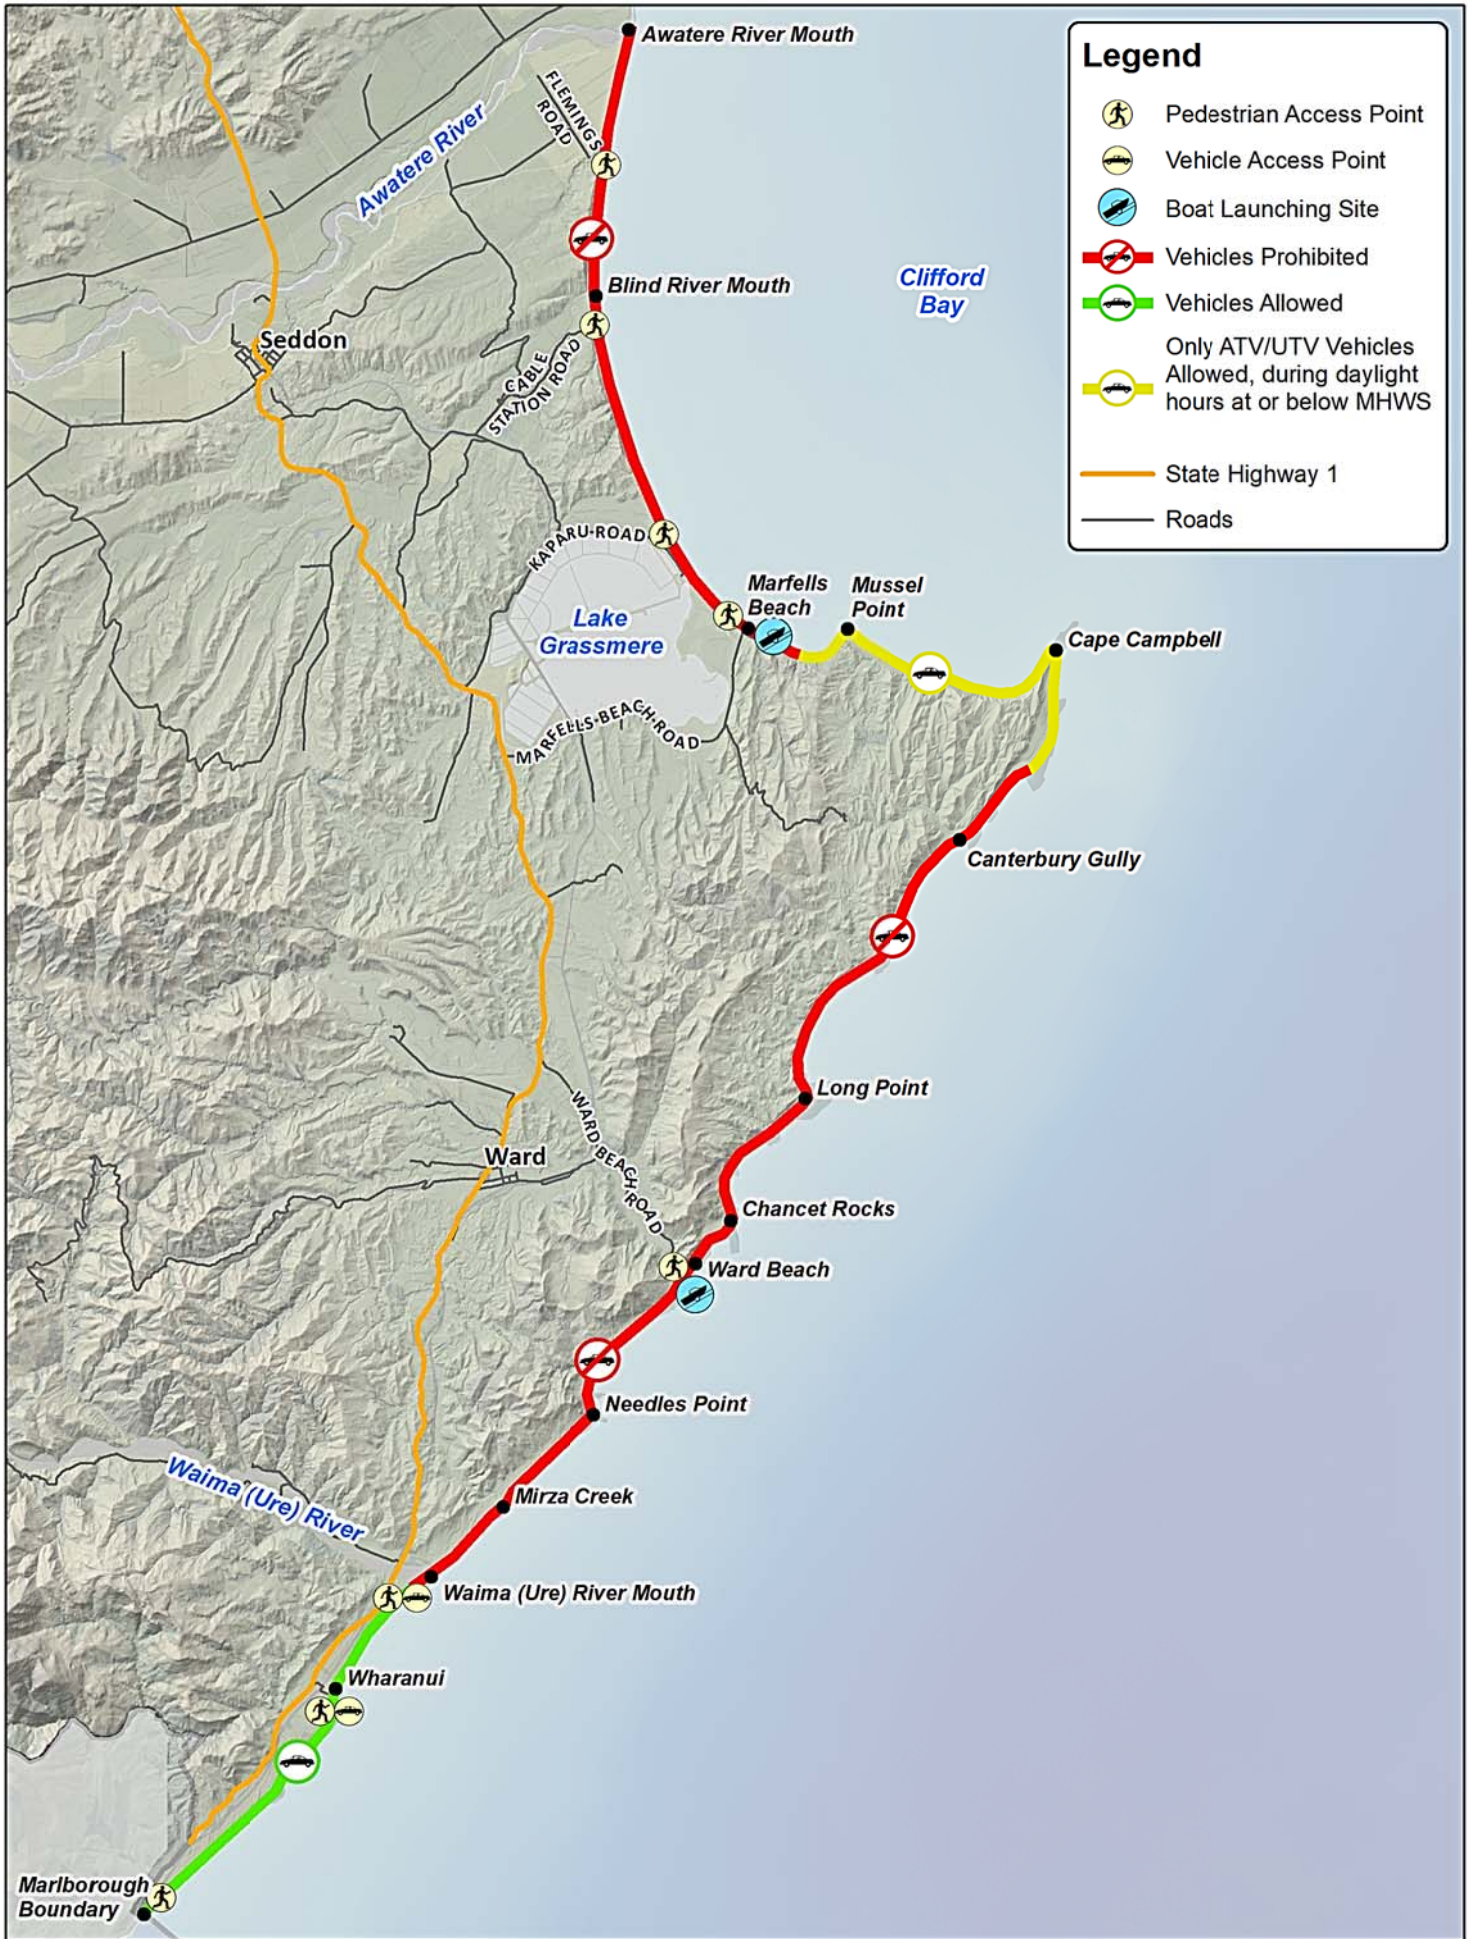 Awatere River Mouth
Legend
Pedestrian Access Point
Vehicle Access Point
Boat Launching Site
Vehicles Prohibited
Vehicles Allowed
Only ATV/UTV Vehicles
Allowed, during daylight
hours at or below MHWS
State Highway 1
Roads
FLEMINGS
ROAD
Awatere River
Clifford
Bay
Blind River Mouth
Seddon
CABLE
STATION ROAD
KAPARU ROAD
Lake
Grassmere
Marfells
Beach
Mussel
Point
Cape Campbell
MARFELLS BEACH ROAD
Canterbury Gully
Long Point
WARD BEACH ROAD
Ward
Chancet Rocks
Ward Beach
Needles Point
Waima (Ure) River
Mirza Creek
Waima (Ure) River Mouth
Wharanui
Marlborough
Boundary